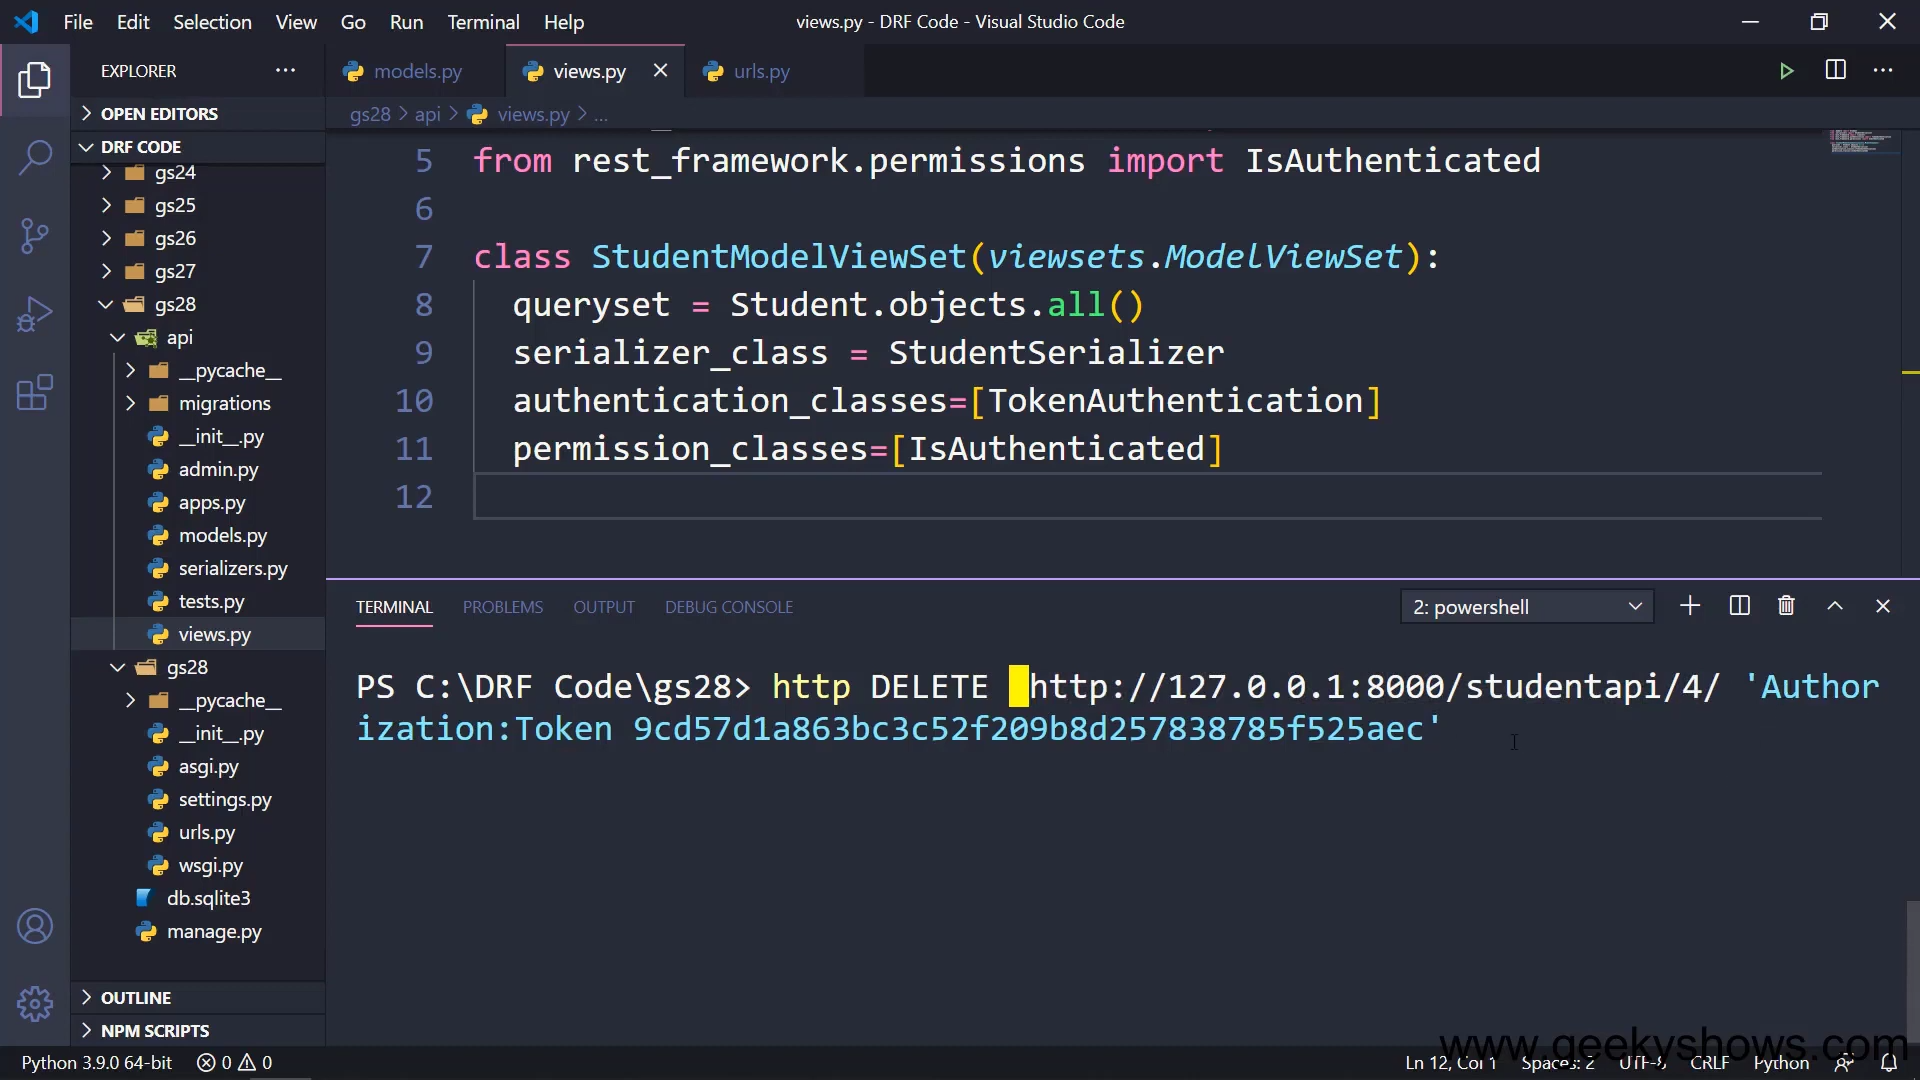 File Edit Selection View Go Run Terminal Help
views.py - DRF Code - Visual Studio Code
EXPLORER
models.py
views.py
urls.py
OPEN EDITORS
gs28 > api > views.py > ...
DRF CODE
gs24
gs25
gs26
gs27
gs28
api
__pycache__
migrations
__init__.py
admin.py
apps.py
models.py
serializers.py
tests.py
views.py
gs28
__pycache__
__init__.py
asgi.py
settings.py
urls.py
wsgi.py
db.sqlite3
manage.py
OUTLINE
NPM SCRIPTS
5 from rest_framework.permissions import IsAuthenticated
6
7 class StudentModelViewSet(viewsets.ModelViewSet):
8 queryset = Student.objects.all()
9 serializer_class = StudentSerializer
10 authentication_classes=[TokenAuthentication]
11 permission_classes=[IsAuthenticated]
12
TERMINAL PROBLEMS OUTPUT DEBUG CONSOLE
2: powershell
PS C:\DRF Code\gs28> http DELETE http://127.0.0.1:8000/studentapi/4/ 'Author
ization:Token 9cd57d1a863bc3c52f209b8d257838785f525aec'
www.geekyshows.com
Python 3.9.0 64-bit 0 0
Ln 12, Col 1 Spaces: 2 UTF-8 CRLF Python